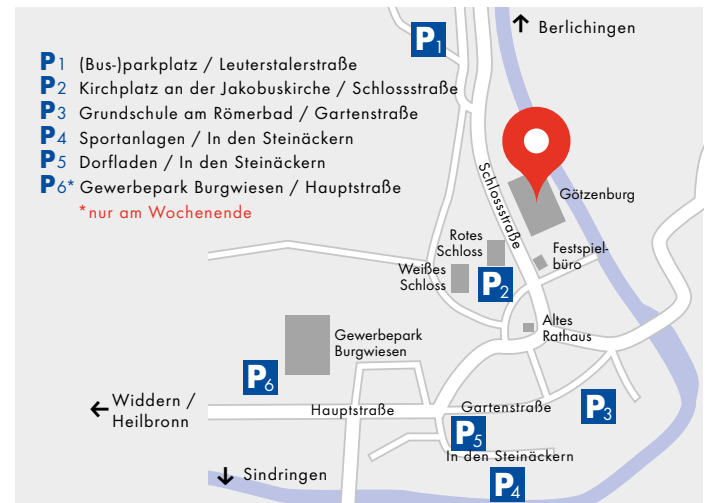 P1 (Bus-)parkplatz / Leuterstalerstraße
P2 Kirchplatz an der Jakobuskirche / Schlossstraße
P3 Grundschule am Römerbad / Gartenstraße
P4 Sportanlagen / In den Steinäckern
P5 Dorfladen / In den Steinäckern
P6* Gewerbepark Burgwiesen / Hauptstraße
*nur am Wochenende
P1
↑ Berlichingen
Schlossstraße
Götzenburg
Rotes
Schloss
Festspiel-
büro
Weißes
Schloss
P2
Altes
Rathaus
Gewerbepark
Burgwiesen
P6
← Widdern /
Heilbronn
Hauptstraße
Gartenstraße
P3
P5
In den Steinäckern
↓ Sindringen
P4